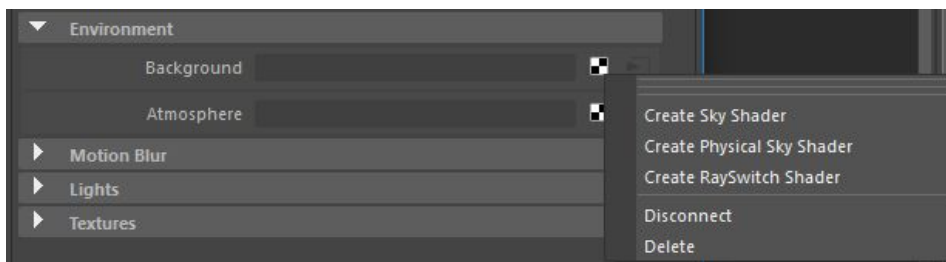 Environment
Background
Atmosphere
Create Sky Shader
Create Physical Sky Shader
Create RaySwitch Shader
Disconnect
Delete
Motion Blur
Lights
Textures